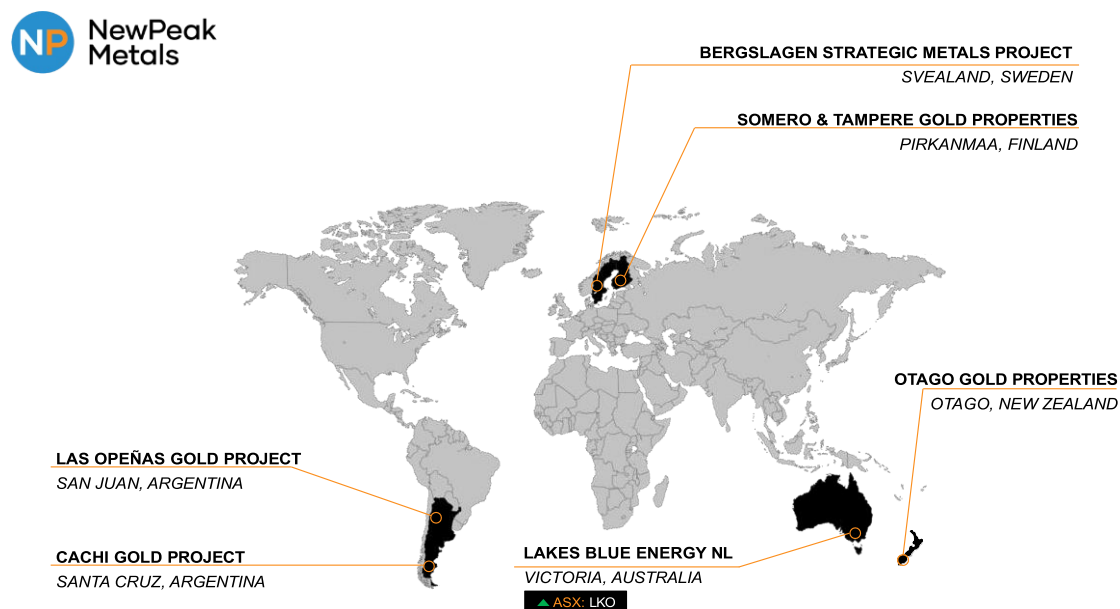 NP
NewPeak
Metals
BERGSLAGEN STRATEGIC METALS PROJECT
SVEALAND, SWEDEN
SOMERO & TAMPERE GOLD PROPERTIES
PIRKANMAA, FINLAND
OTAGO GOLD PROPERTIES
OTAGO, NEW ZEALAND
LAS OPEÑAS GOLD PROJECT
SAN JUAN, ARGENTINA
CACHI GOLD PROJECT
SANTA CRUZ, ARGENTINA
LAKES BLUE ENERGY NL
VICTORIA, AUSTRALIA
ASX: LKO